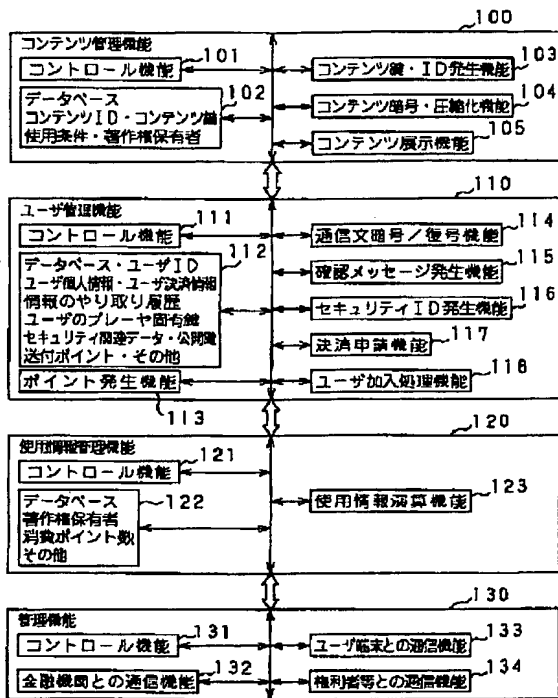 100
コンテンツ管理機能
101
コントロール機能
103
コンテンツ鍵・ID発生機能
データベース
コンテンツID・コンテンツ鍵
使用条件・著作権保有者
102
104
コンテンツ暗号・圧縮化機能
105
コンテンツ展示機能
110
ユーザ管理機能
111
コントロール機能
114
通信文暗号/復号機能
データベース・ユーザID
ユーザ個人情報・ユーザ決済情報
情報のやり取り履歴
ユーザのプレーヤ固有鍵
セキュリティ関連データ・公開鍵
送付ポイント・その他
112
115
確認メッセージ発生機能
116
セキュリティID発生機能
117
決済申請機能
ポイント発生機能
113
118
ユーザ加入処理機能
120
使用情報管理機能
121
コントロール機能
データベース
著作権保有者
消費ポイント数
その他
122
123
使用情報演算機能
130
管理機能
131
コントロール機能
133
ユーザ端末との通信機能
132
金融機関との通信機能
134
権利者等との通信機能